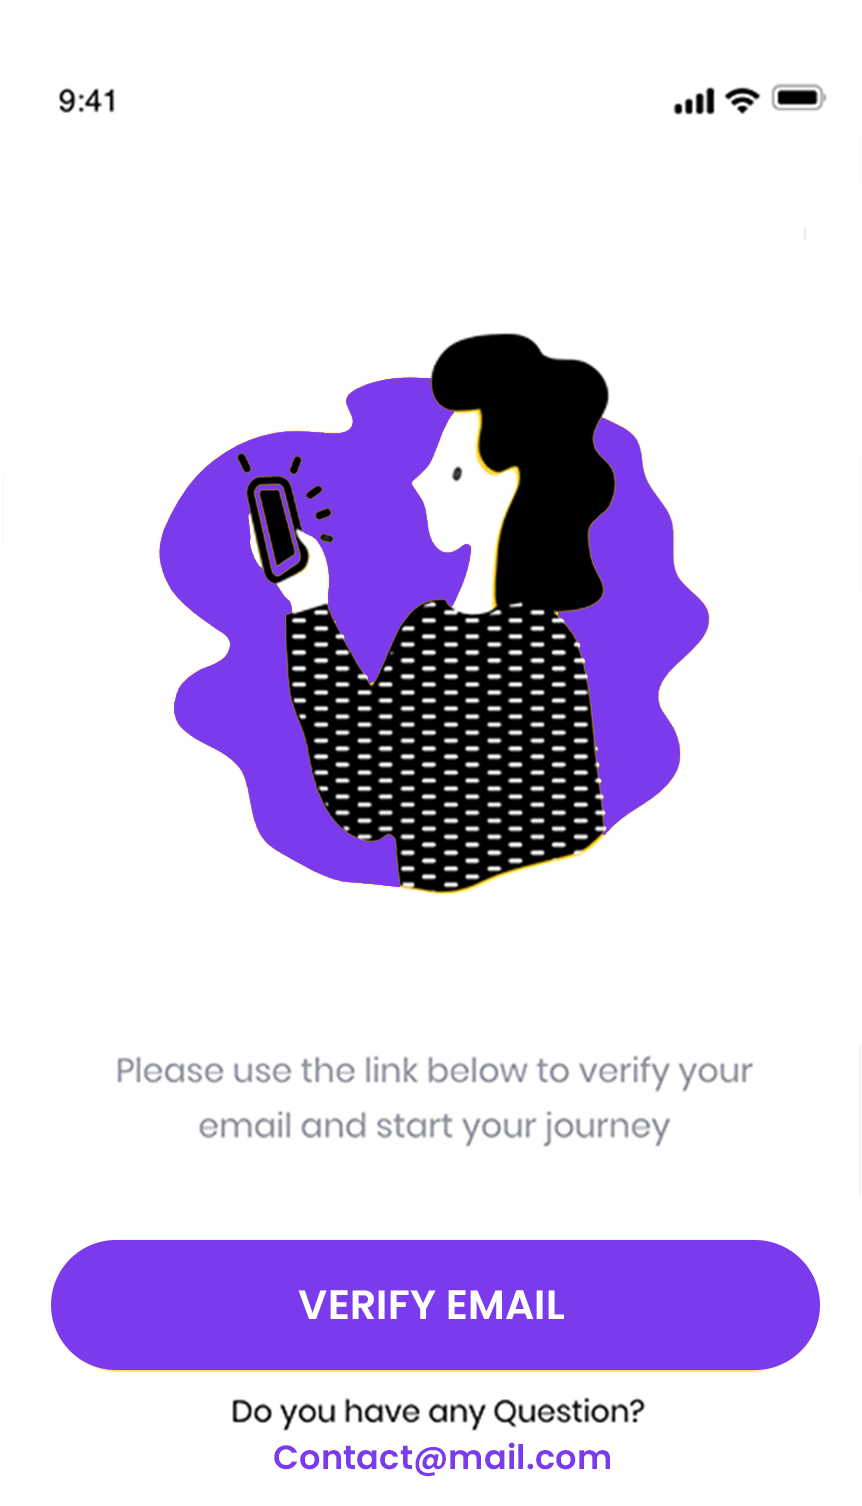 9:41
Please use the link below to verify your
email and start your journey
VERIFY EMAIL
Do you have any Question?
Contact@mail.com